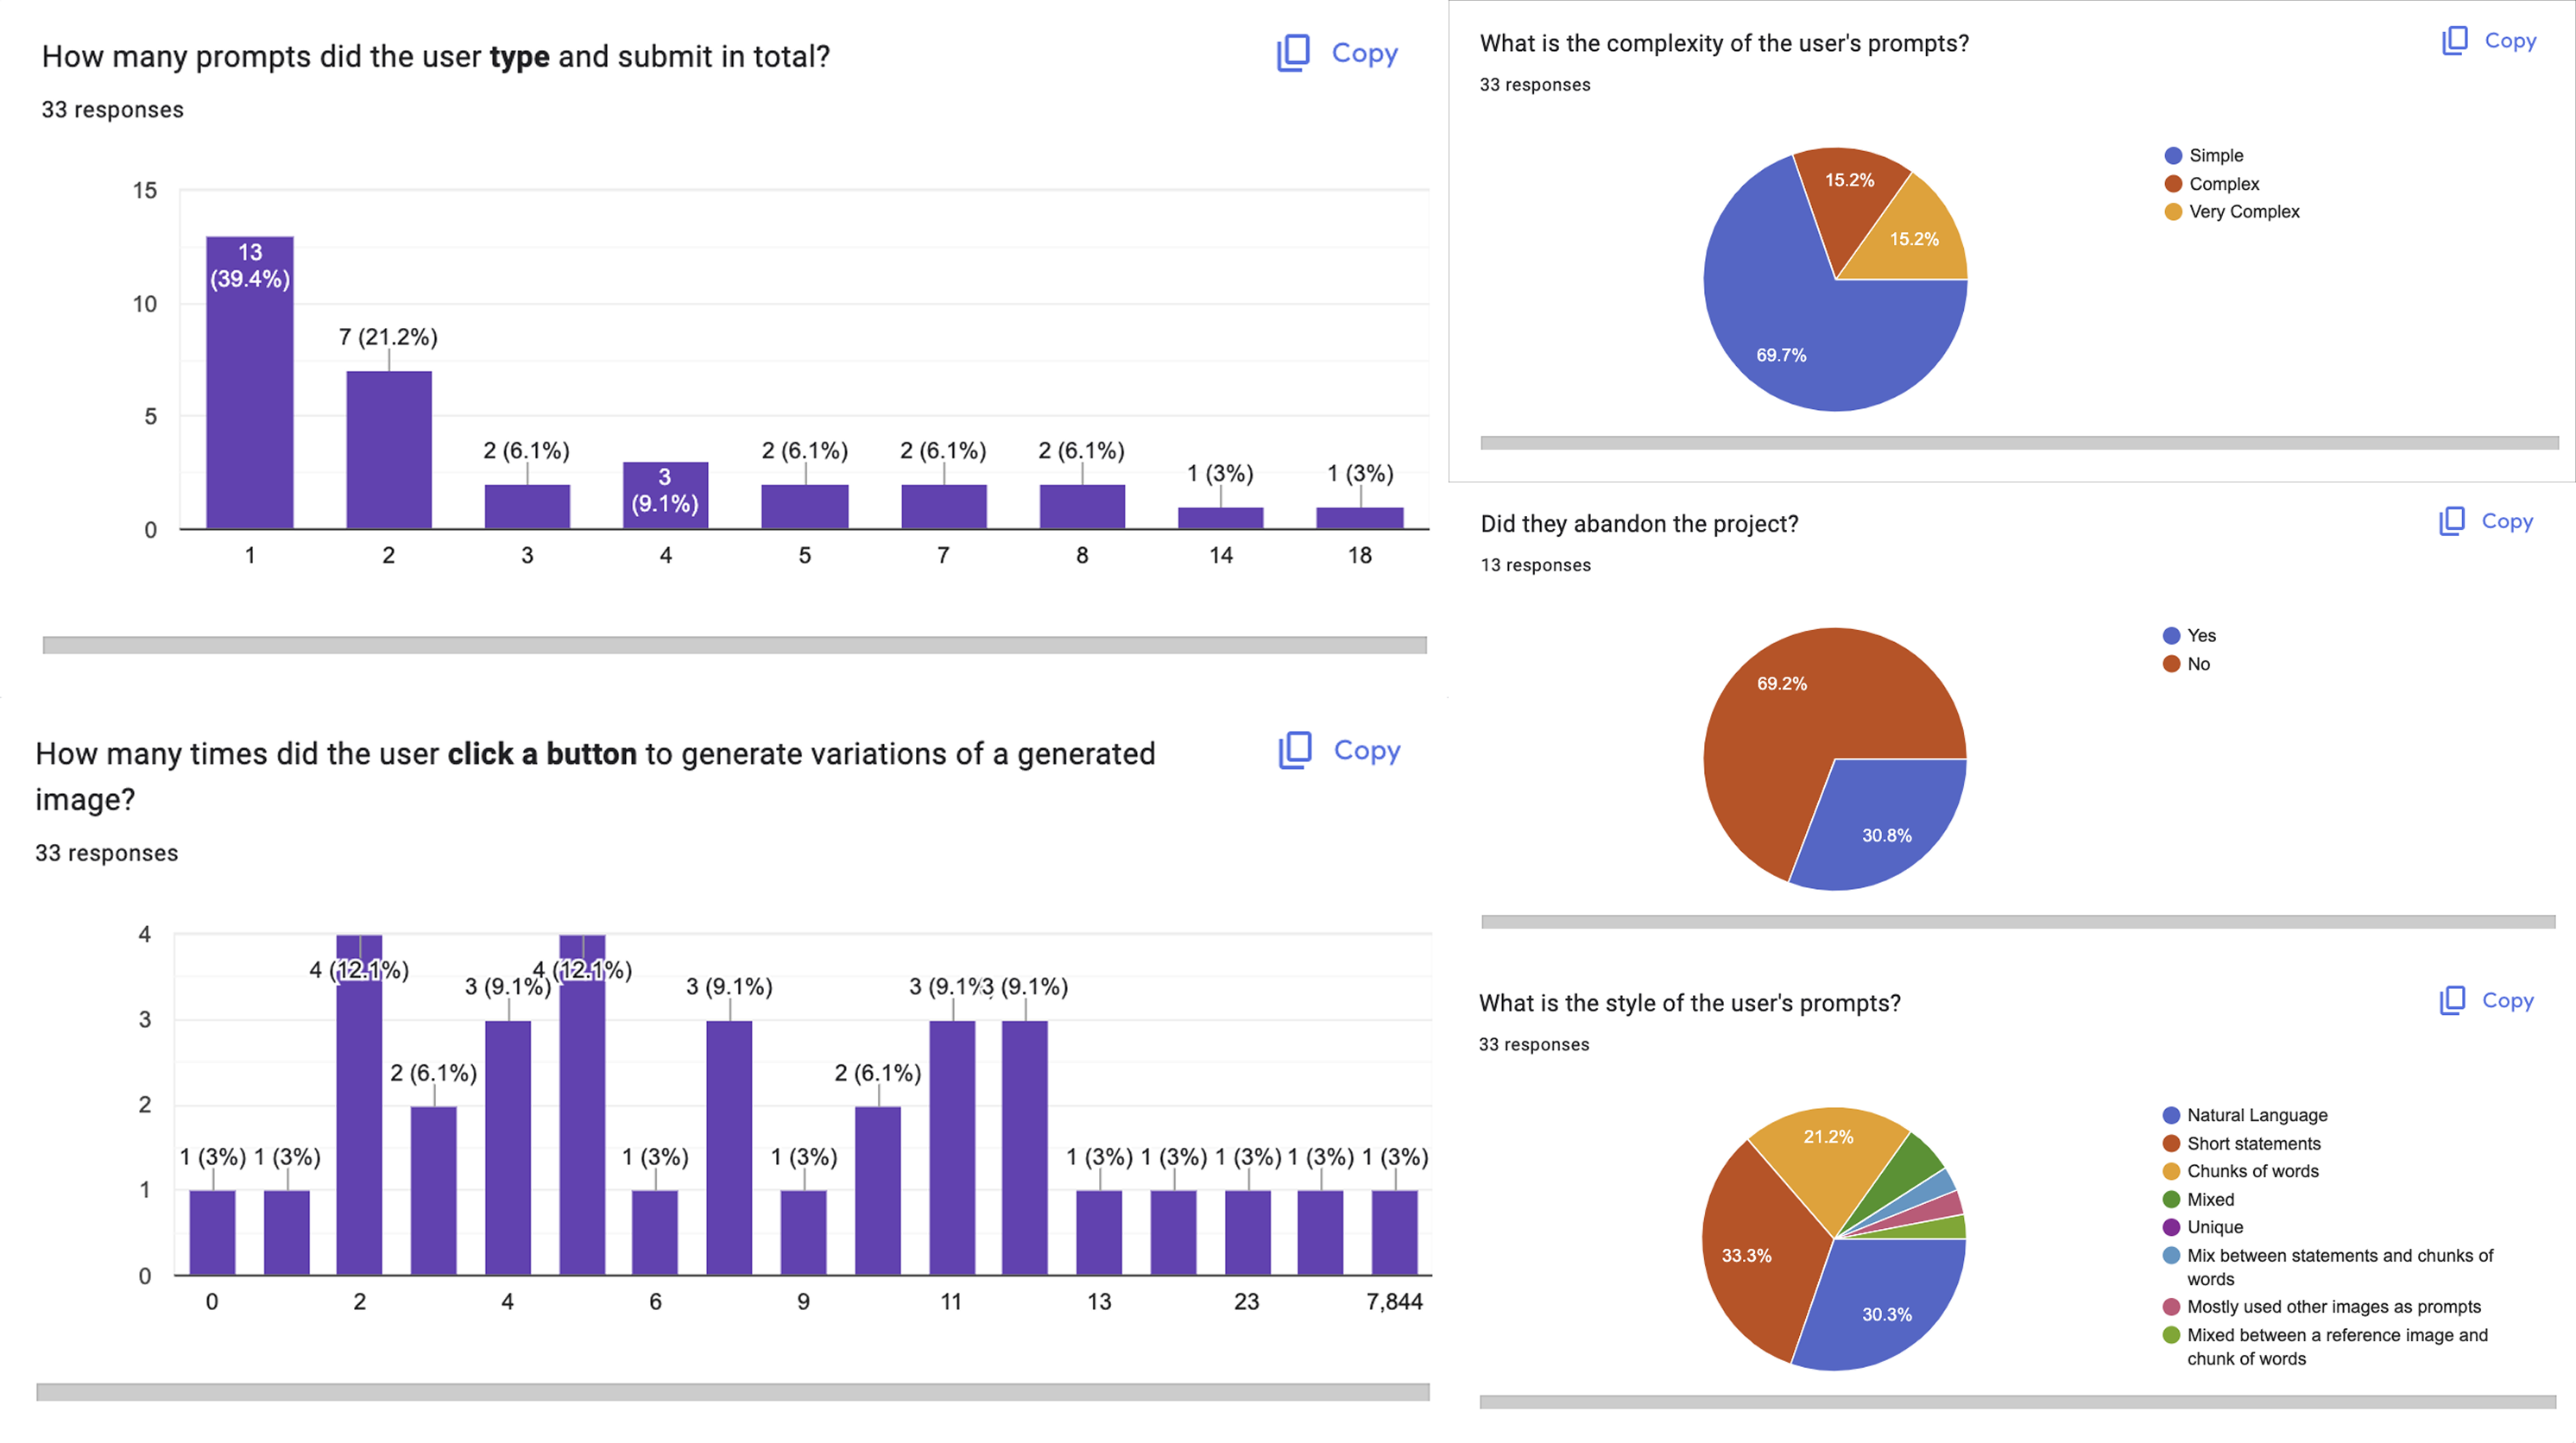 How many prompts did the user type and submit in total?
Copy
33 responses
15
10
5
0
13
(39.4%)
7 (21.2%)
2 (6.1%)
3
(9.1%)
2 (6.1%)
2 (6.1%)
2 (6.1%)
1 (3%)
1 (3%)
1
2
3
4
5
7
8
14
18
How many times did the user click a button to generate variations of a generated
image?
Copy
33 responses
4
3
2
1
0
1 (3%)
1 (3%)
4 (12.1%)
2 (6.1%)
3 (9.1%)
4 (12.1%)
1 (3%)
3 (9.1%)
1 (3%)
2 (6.1%)
3 (9.1%
3 (9.1%)
1 (3%)
1 (3%)
1 (3%)
1 (3%)
1 (3%)
0
2
4
6
9
11
13
23
7,844
What is the complexity of the user's prompts?
Copy
33 responses
15.2%
15.2%
69.7%
Simple
Complex
Very Complex
Did they abandon the project?
Copy
13 responses
69.2%
30.8%
Yes
No
What is the style of the user's prompts?
Copy
33 responses
21.2%
33.3%
30.3%
Natural Language
Short statements
Chunks of words
Mixed
Unique
Mix between statements and chunks of
words
Mostly used other images as prompts
Mixed between a reference image and
chunk of words